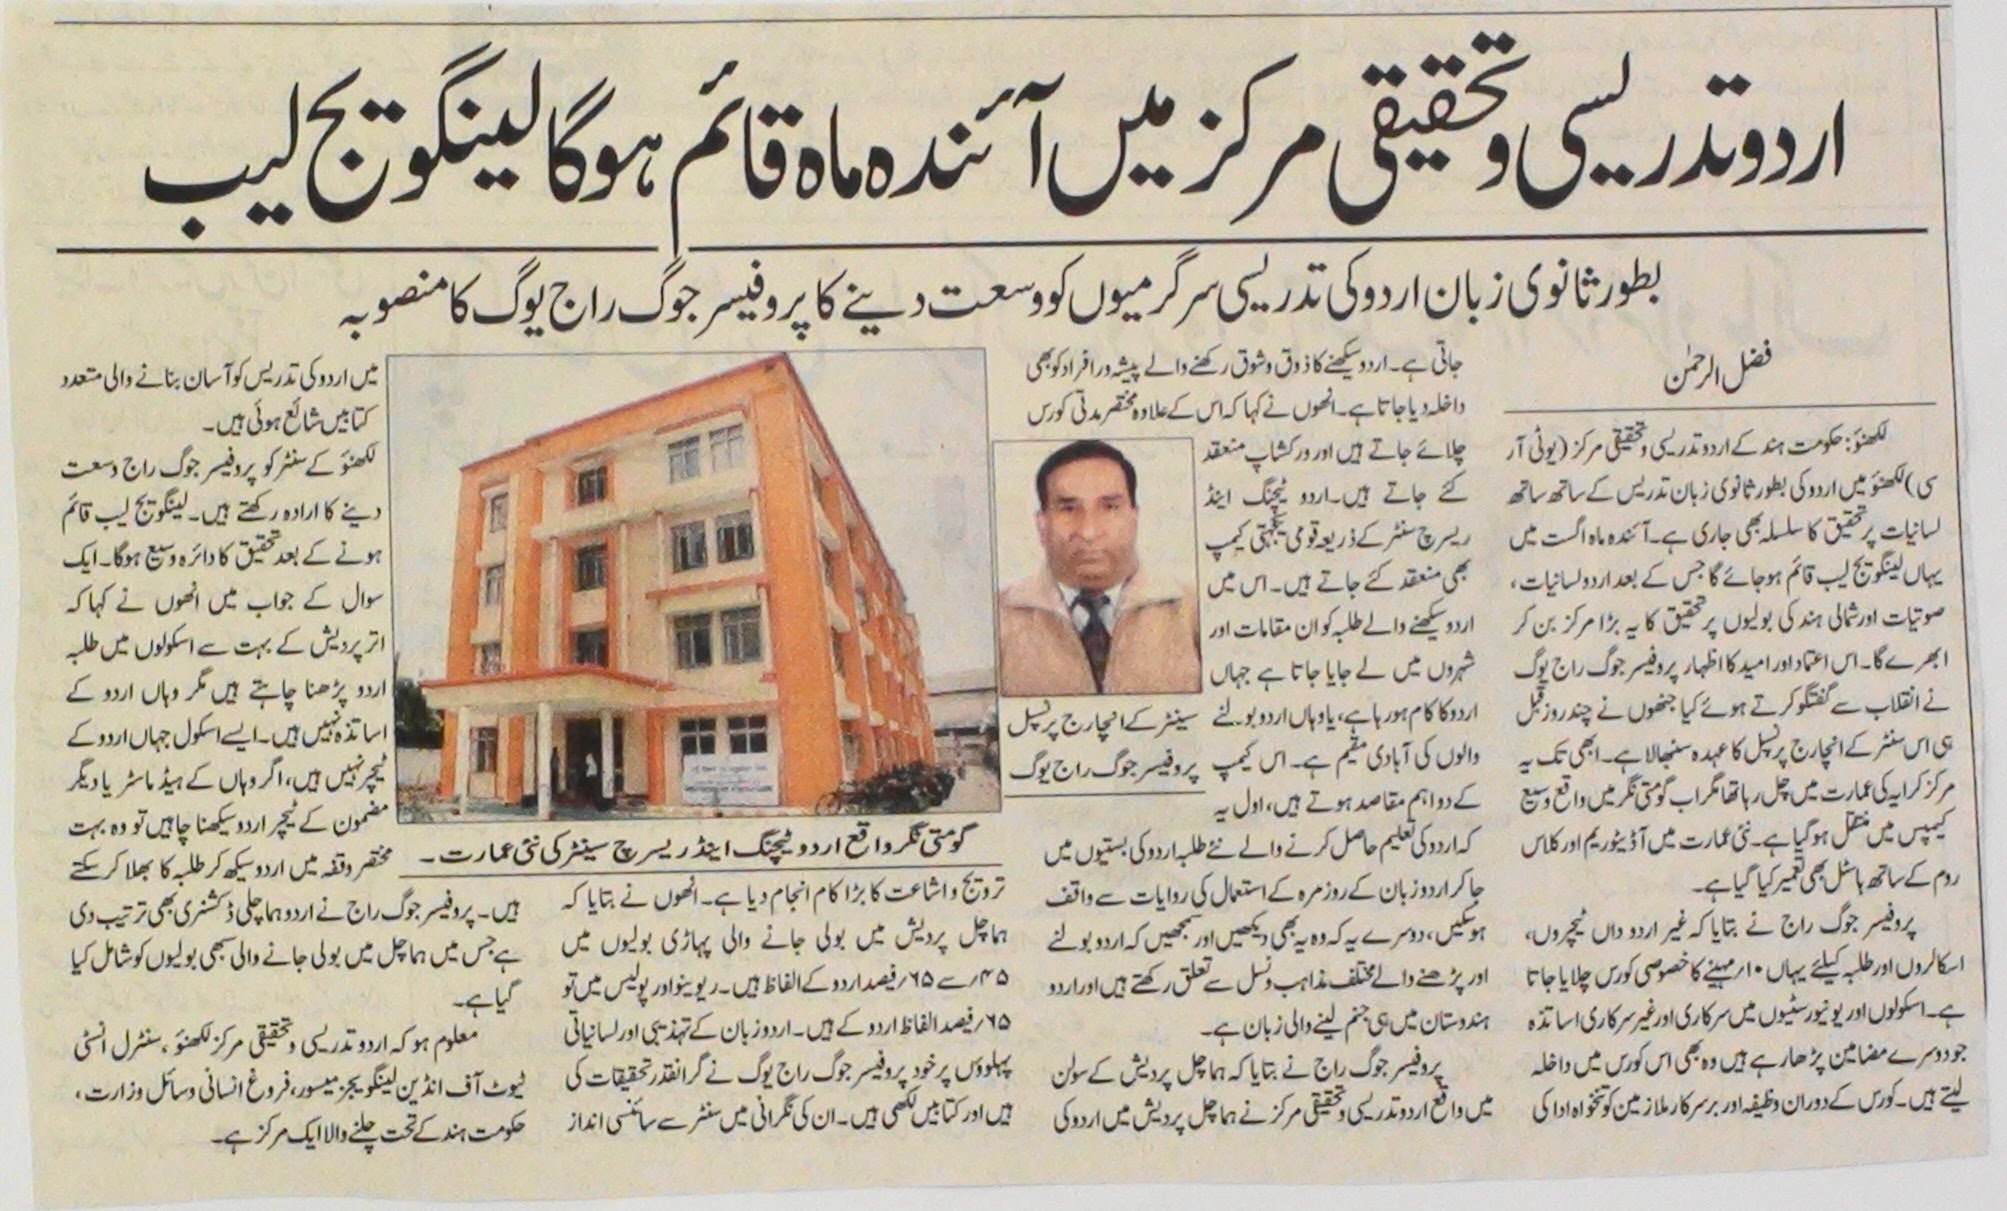 اردو تدریسی و تحقیقی مرکز میں آئندہ ماہ قائم ہوگا لینگویج لیب
بطور ثانوی زبان اردو کی تدریسی سرگرمیوں کو وسعت دینے کا پروفیسر جوگ راج یوگ کا منصوبہ
فضل الرحمٰن
لکھنؤ: حکومت ہند کے اردو تدریسی و تحقیقی مرکز (یو ٹی آر
سی) لکھنؤ میں اردو کی بطور ثانوی زبان تدریس کے ساتھ ساتھ
لسانیات پر تحقیق کا سلسلہ بھی جاری ہے۔ آئندہ ماہ اگست میں
یہاں لینگویج لیب قائم ہو جائے گا جس کے بعد اردو لسانیات،
صوتیات اور شمالی ہند کی بولیوں پر تحقیق کا یہ بڑا مرکز بن کر
ابھرے گا۔ اس اعتماد اور امید کا اظہار پروفیسر جوگ راج یوگ
نے انقلاب سے گفتگو کرتے ہوئے کیا جنھوں نے چند روز قبل
ہی اس سنٹر کے انچارج پرنسپل کا عہدہ سنبھالا ہے۔ ابھی تک یہ
مرکز کرایہ کی عمارت میں چل رہا تھا مگر اب گومتی نگر میں واقع وسیع
کیمپس میں منتقل ہو گیا ہے۔ نئی عمارت میں آڈیٹوریم اور کلاس
روم کے ساتھ ہاسٹل بھی تعمیر کیا گیا ہے۔
پروفیسر جوگ راج نے بتایا کہ غیر اردو داں ٹیچروں،
اسکالروں اور طلبہ کیلئے یہاں ۱۰؍ مہینے کا خصوصی کورس چلایا جاتا
ہے۔ اسکولوں اور یونیورسٹیوں میں سرکاری اور غیر سرکاری اساتذہ
جو دوسرے مضامین پڑھا رہے ہیں وہ بھی اس کورس میں داخلہ
لیتے ہیں۔ کورس کے دوران وظیفہ اور برسرکار ملازمین کو تنخواہ ادا کی
جاتی ہے۔ اردو سیکھنے کا ذوق و شوق رکھنے والے پیشہ ور افراد کو بھی
داخلہ دیا جاتا ہے۔ انھوں نے کہا کہ اس کے علاوہ مختصر مدتی کورس
چلائے جاتے ہیں اور ورکشاپ منعقد
کئے جاتے ہیں۔ اردو ٹیچنگ اینڈ
ریسرچ سنٹر کے ذریعہ قومی یکجہتی کیمپ
بھی منعقد کئے جاتے ہیں۔ اس میں
اردو سیکھنے والے طلبہ کو ان مقامات اور
شہروں میں لے جایا جاتا ہے جہاں
اردو کا کام ہو رہا ہے، یا وہاں اردو بولنے
والوں کی آبادی مقیم ہے۔ اس کیمپ
کے دو اہم مقاصد ہوتے ہیں، اول یہ
کہ اردو کی تعلیم حاصل کرنے والے نئے طلبہ اردو کی بستیوں میں
جا کر اردو زبان کے روزمرہ کے استعمال کی روایات سے واقف
ہوسکیں، دوسرے یہ کہ وہ یہ بھی دیکھیں اور سمجھیں کہ اردو بولنے
اور پڑھنے والے مختلف مذاہب و نسل سے تعلق رکھتے ہیں اور اردو
ہندوستان میں ہی جنم لینے والی زبان ہے۔
پروفیسر جوگ راج نے بتایا کہ ہماچل پردیش کے سولن
میں واقع اردو تدریسی و تحقیقی مرکز نے ہماچل پردیش میں اردو کی
سینٹر کے انچارج پرنسپل
پروفیسر جوگ راج یوگ
گومتی نگر واقع اردو ٹیچنگ اینڈ ریسرچ سینٹر کی نئی عمارت۔
ترویج و اشاعت کا بڑا کام انجام دیا ہے۔ انھوں نے بتایا کہ
ہماچل پردیش میں بولی جانے والی پہاڑی بولیوں میں
۴۵؍ سے ۶۵؍ فیصد اردو کے الفاظ ہیں۔ ریوینو اور پولیس میں تو
۶۵؍ فیصد الفاظ اردو کے ہیں۔ اردو زبان کے تہذیبی اور لسانیاتی
پہلوؤں پر خود پروفیسر جوگ راج یوگ نے گرانقدر تحقیقات کی
ہیں اور کتابیں لکھی ہیں۔ ان کی نگرانی میں سنٹر سے سائنسی انداز
میں اردو کی تدریس کو آسان بنانے والی متعدد
کتابیں شائع ہوئی ہیں۔
لکھنؤ کے سنٹر کو پروفیسر جوگ راج وسعت
دینے کا ارادہ رکھتے ہیں۔ لینگویج لیب قائم
ہونے کے بعد تحقیق کا دائرہ وسیع ہوگا۔ ایک
سوال کے جواب میں انھوں نے کہا کہ
اتر پردیش کے بہت سے اسکولوں میں طلبہ
اردو پڑھنا چاہتے ہیں مگر وہاں اردو کے
اساتذہ نہیں ہیں۔ ایسے اسکول جہاں اردو کے
ٹیچر نہیں ہیں، اگر وہاں کے ہیڈ ماسٹر یا دیگر
مضمون کے ٹیچر اردو سیکھنا چاہیں تو وہ بہت
مختصر وقفہ میں اردو سیکھ کر طلبہ کا بھلا کر سکتے
ہیں۔ پروفیسر جوگ راج نے اردو ہماچلی ڈکشنری بھی ترتیب دی
ہے جس میں ہماچل میں بولی جانے والی سبھی بولیوں کو شامل کیا
گیا ہے۔
معلوم ہو کہ اردو تدریسی و تحقیقی مرکز لکھنؤ، سنٹرل انسٹی
ٹیوٹ آف انڈین لینگویجز میسور، فروغ انسانی وسائل وزارت،
حکومت ہند کے تحت چلنے والا ایک مرکز ہے۔